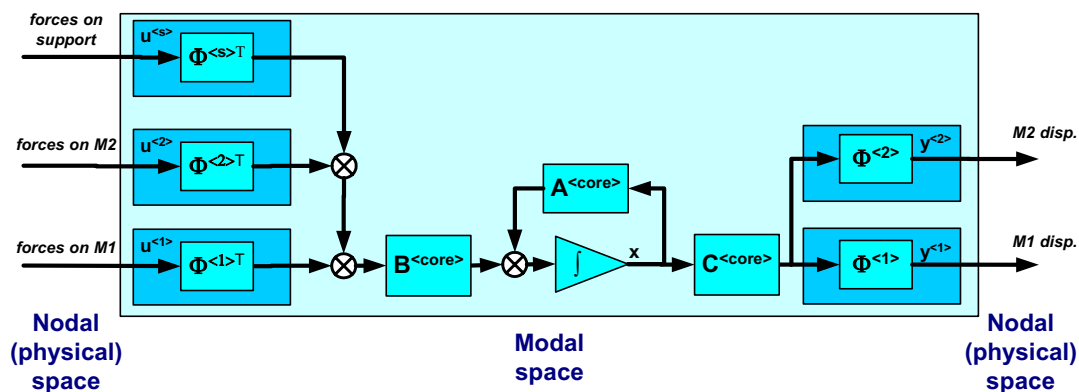 forces on
support
u<s>
Φ<s>T
forces on M2
u<2>
Φ<2>T
forces on M1
u<1>
Φ<1>T
B<core>
A<core>
∫
x
C<core>
Φ<2>
y<2>
M2 disp.
Φ<1>
y<1>
M1 disp.
Nodal
(physical)
space
Modal
space
Nodal
(physical)
space